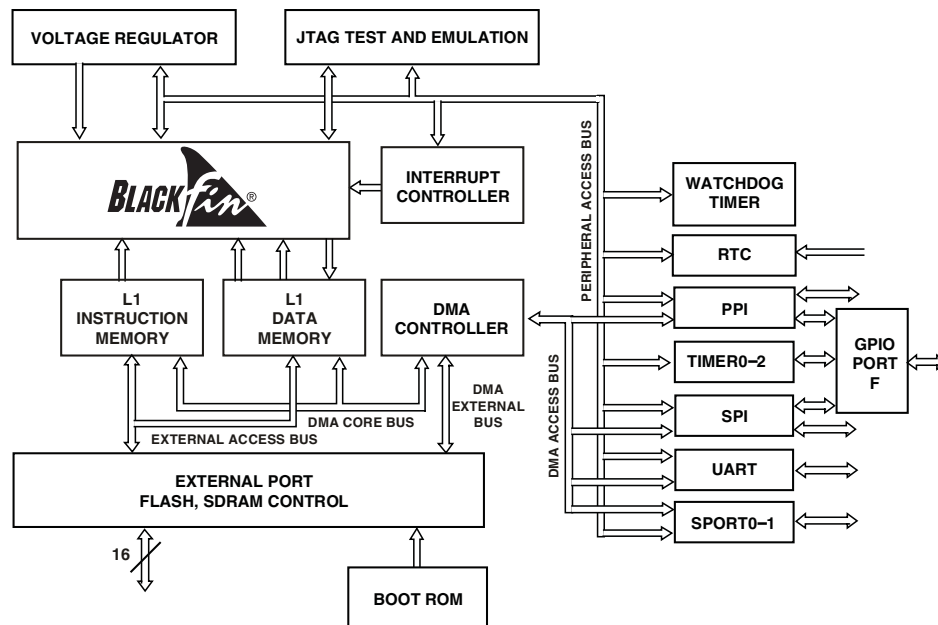 VOLTAGE REGULATOR
JTAG TEST AND EMULATION
BLACKfin®
INTERRUPT
CONTROLLER
PERIPHERAL ACCESS BUS
WATCHDOG
TIMER
RTC
L1
INSTRUCTION
MEMORY
L1
DATA
MEMORY
DMA
CONTROLLER
PPI
GPIO
PORT
F
TIMER0–2
DMA CORE BUS
EXTERNAL ACCESS BUS
DMA
EXTERNAL
BUS
DMA ACCESS BUS
SPI
UART
SPORT0–1
EXTERNAL PORT
FLASH, SDRAM CONTROL
16
BOOT ROM